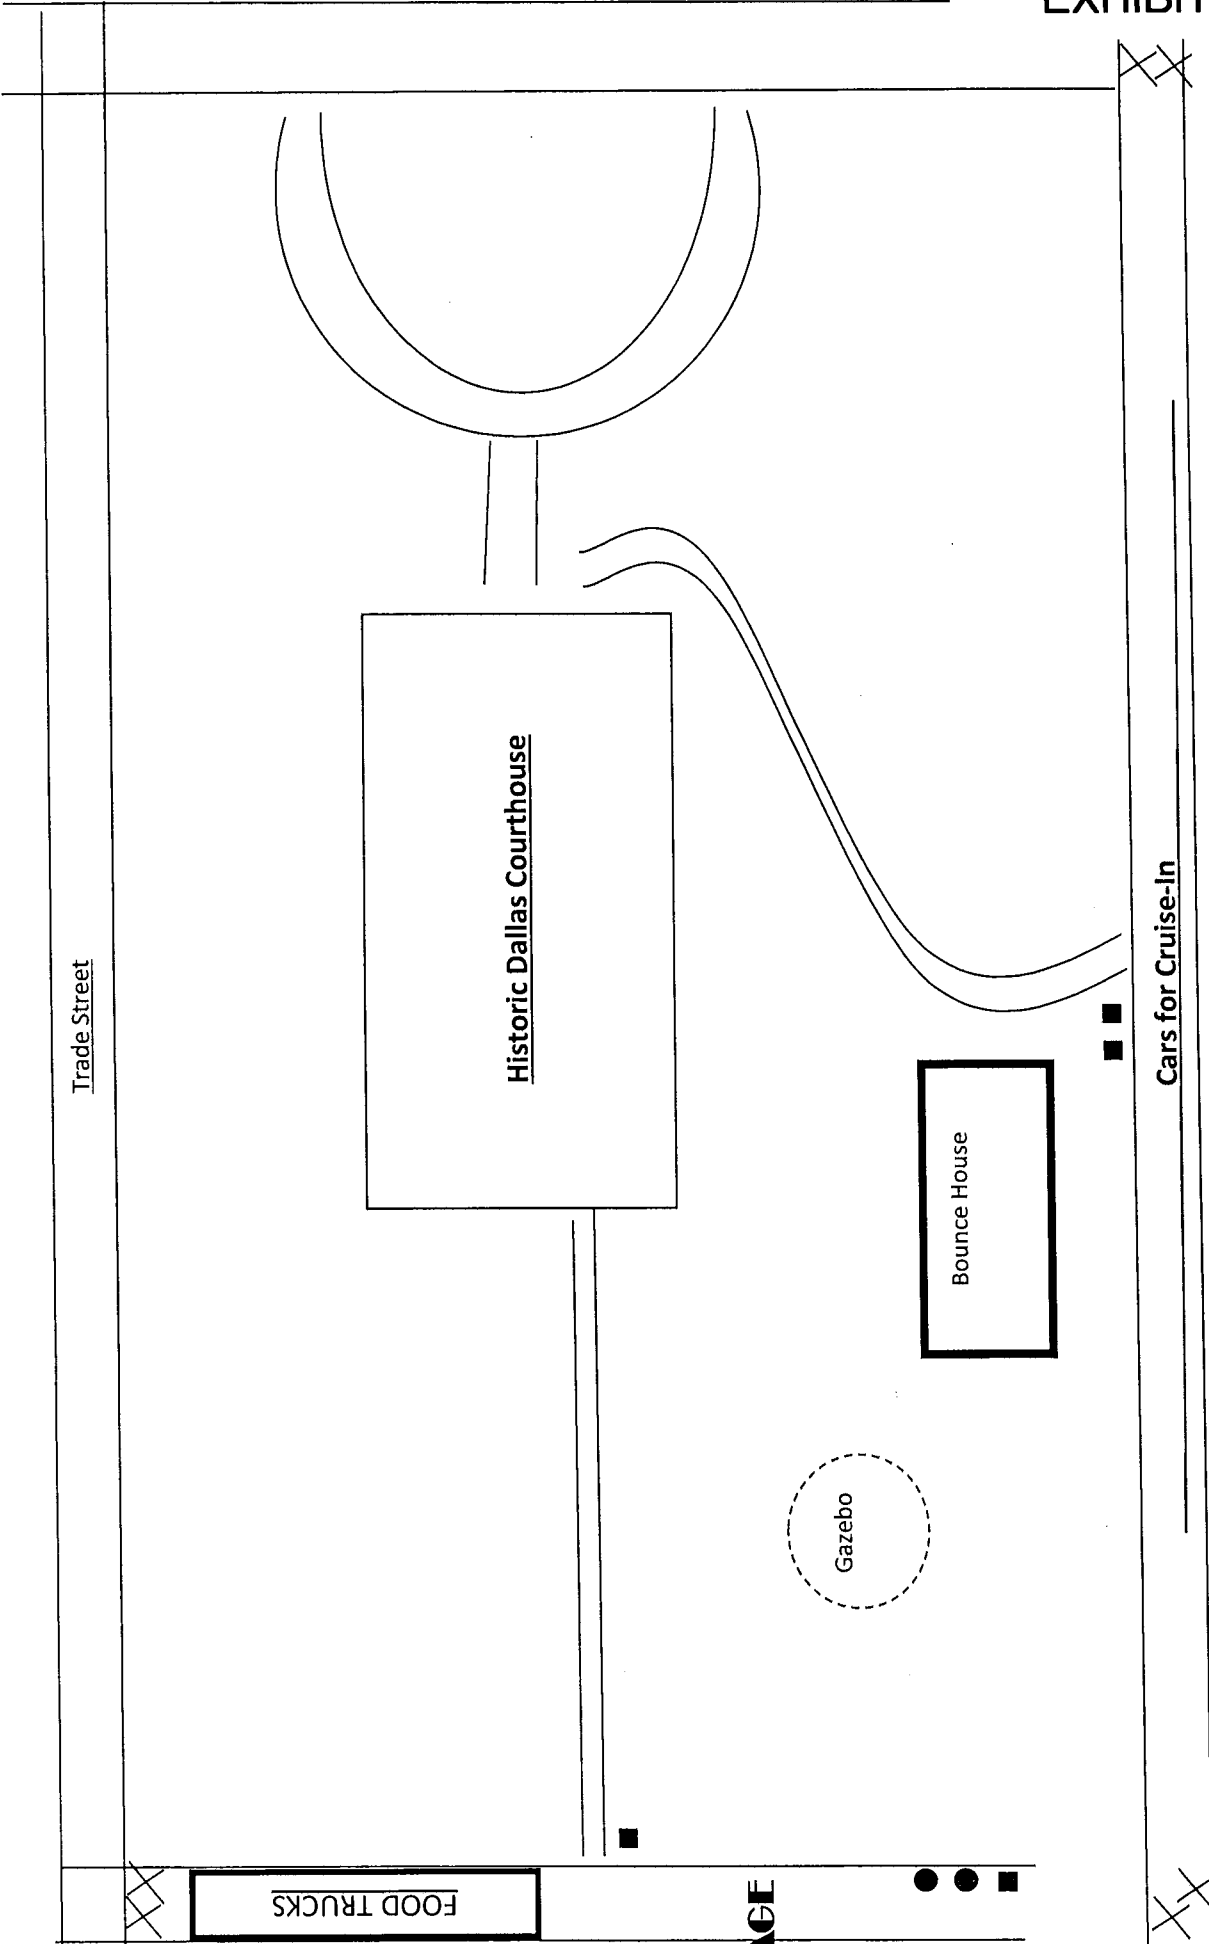 EXHIBIT
Trade Street
Historic Dallas Courthouse
Cars for Cruise-In
Bounce House
Gazebo
FOOD TRUCKS